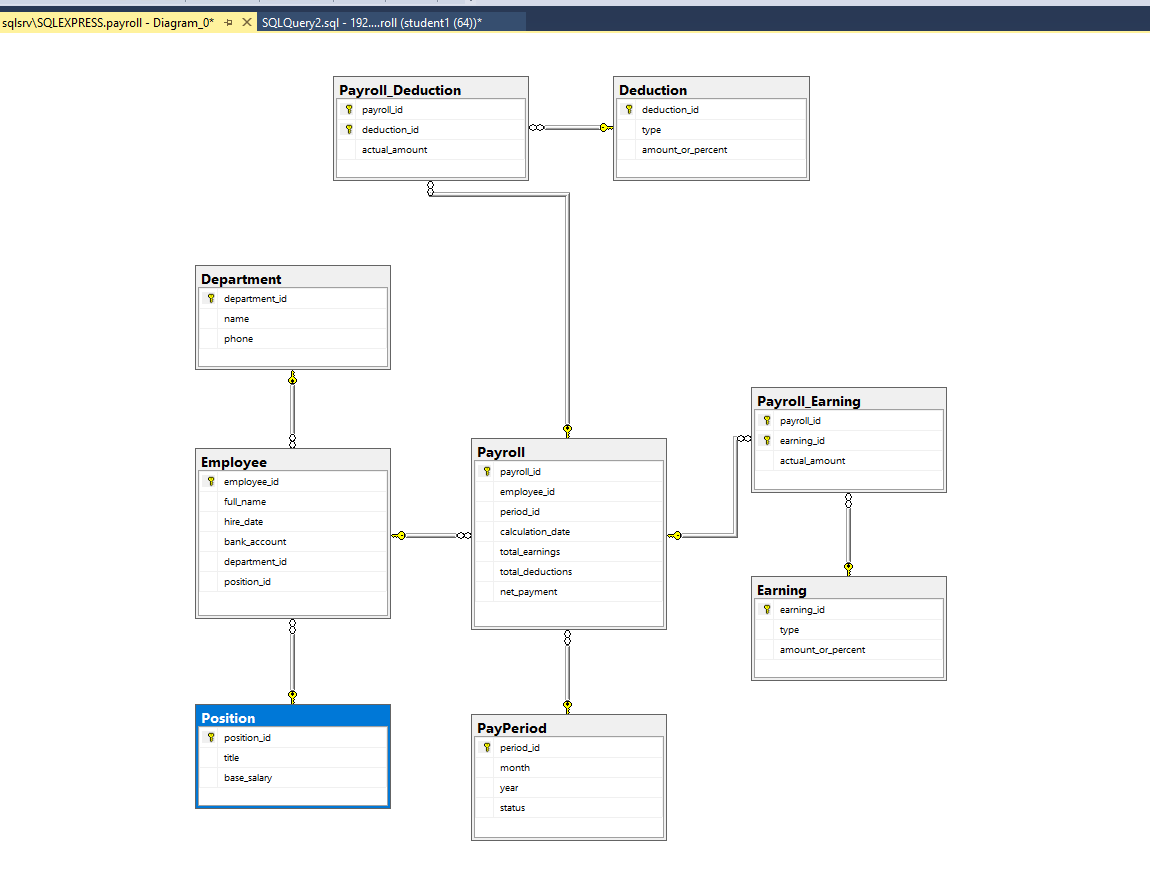 sqlsrv\SQLEXPRESS.payroll - Diagram_0*
SQLQuery2.sql - 192....roll (student1 (64))*
Payroll_Deduction
payroll_id
deduction_id
actual_amount
Deduction
deduction_id
type
amount_or_percent
Department
department_id
name
phone
Employee
employee_id
full_name
hire_date
bank_account
department_id
position_id
Payroll
payroll_id
employee_id
period_id
calculation_date
total_earnings
total_deductions
net_payment
Payroll_Earning
payroll_id
earning_id
actual_amount
Earning
earning_id
type
amount_or_percent
Position
position_id
title
base_salary
PayPeriod
period_id
month
year
status